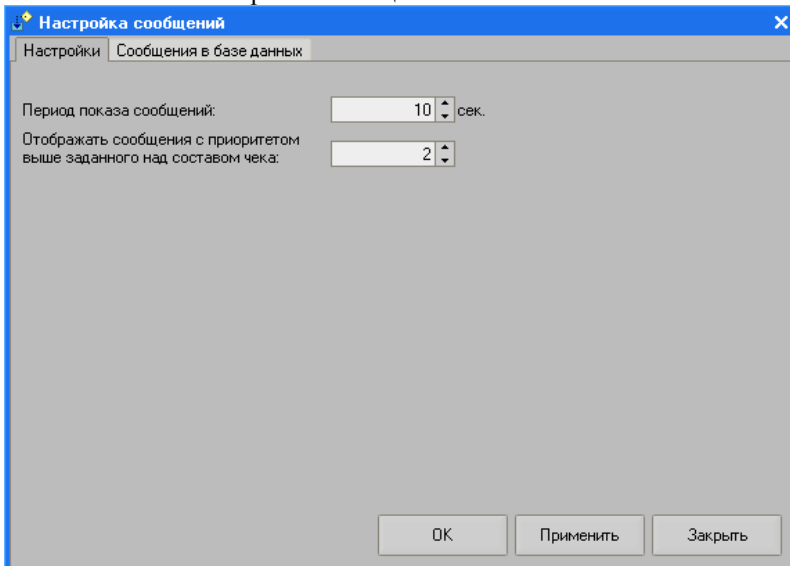 Настройка сообщений
Настройки Сообщения в базе данных
Период показа сообщений: 10 сек.
Отображать сообщения с приоритетом
выше заданного над составом чека: 2
OK Применить Закрыть